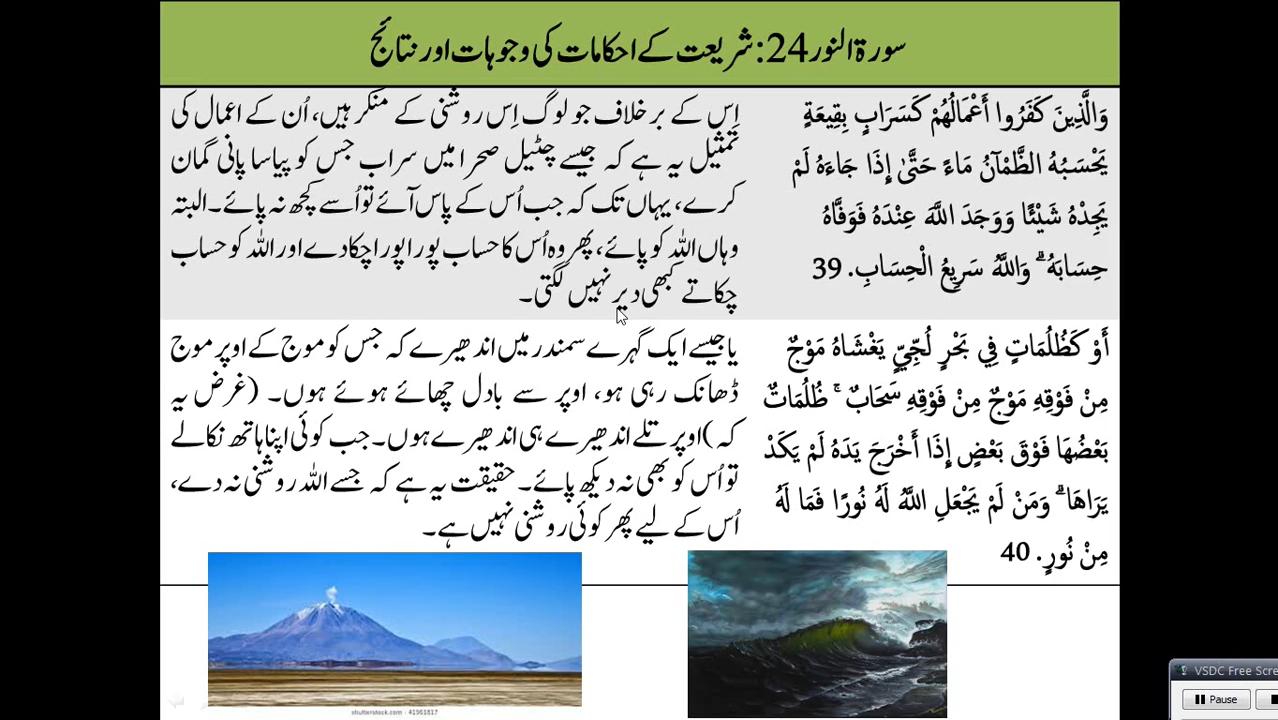 سورۃ النور24: شریعت کے احکامات کی وجوہات اور نتائج
وَالَّذِينَ كَفَرُوا أَعْمَالُهُمْ كَسَرَابٍ بِقِيعَةٍ
يَحْسَبُهُ الظَّمْآنُ مَاءً حَتَّىٰ إِذَا جَاءَهُ لَمْ
يَجِدْهُ شَيْئًا وَوَجَدَ اللَّهَ عِنْدَهُ فَوَفَّاهُ
حِسَابَهُ ۗ وَاللَّهُ سَرِيعُ الْحِسَابِ. 39
اِس کے برخلاف جو لوگ اِس روشنی کے منکر ہیں، اُن کے اعمال کی
تمثیل یہ ہے کہ جیسے چٹیل صحرا میں سراب جس کو پیاسا پانی گمان
کرے، یہاں تک کہ جب اُس کے پاس آئے تو اُسے کچھ نہ پائے۔ البتہ
وہاں اللہ کو پائے، پھر وہ اُس کا حساب پورا پورا چکا دے اور اللہ کو حساب
چکاتے کبھی دیر نہیں لگتی۔
أَوْ كَظُلُمَاتٍ فِي بَحْرٍ لُجِّيٍّ يَغْشَاهُ مَوْجٌ
مِنْ فَوْقِهِ مَوْجٌ مِنْ فَوْقِهِ سَحَابٌ ۚ ظُلُمَاتٌ
بَعْضُهَا فَوْقَ بَعْضٍ إِذَا أَخْرَجَ يَدَهُ لَمْ يَكَدْ
يَرَاهَا ۗ وَمَنْ لَمْ يَجْعَلِ اللَّهُ لَهُ نُورًا فَمَا لَهُ
مِنْ نُورٍ. 40
یا جیسے ایک گہرے سمندر میں اندھیرے کہ جس کو موج کے اوپر موج
ڈھانک رہی ہو، اوپر سے بادل چھائے ہوئے ہوں۔ (غرض یہ
کہ) اوپر تلے اندھیرے ہی اندھیرے ہوں۔ جب کوئی اپنا ہاتھ نکالے
تو اُس کو بھی نہ دیکھ پائے۔ حقیقت یہ ہے کہ جسے اللہ روشنی نہ دے،
اُس کے لیے پھر کوئی روشنی نہیں ہے۔
shutterstock.com · 41961817
VSDC Free Scre
Pause